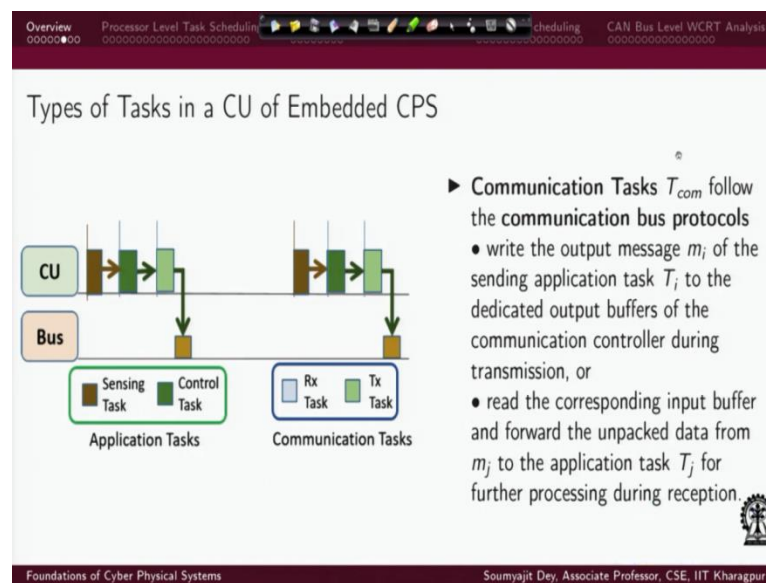 Overview
Processor Level Task Scheduling
cheduling
CAN Bus Level WCRT Analysis
Types of Tasks in a CU of Embedded CPS
CU
Bus
Sensing Task
Control Task
Application Tasks
Rx Task
Tx Task
Communication Tasks
▶ Communication Tasks T_com follow
the communication bus protocols
• write the output message m_i of the
sending application task T_i to the
dedicated output buffers of the
communication controller during
transmission, or
• read the corresponding input buffer
and forward the unpacked data from
m_j to the application task T_j for
further processing during reception.
Foundations of Cyber Physical Systems
Soumyajit Dey, Associate Professor, CSE, IIT Kharagpur